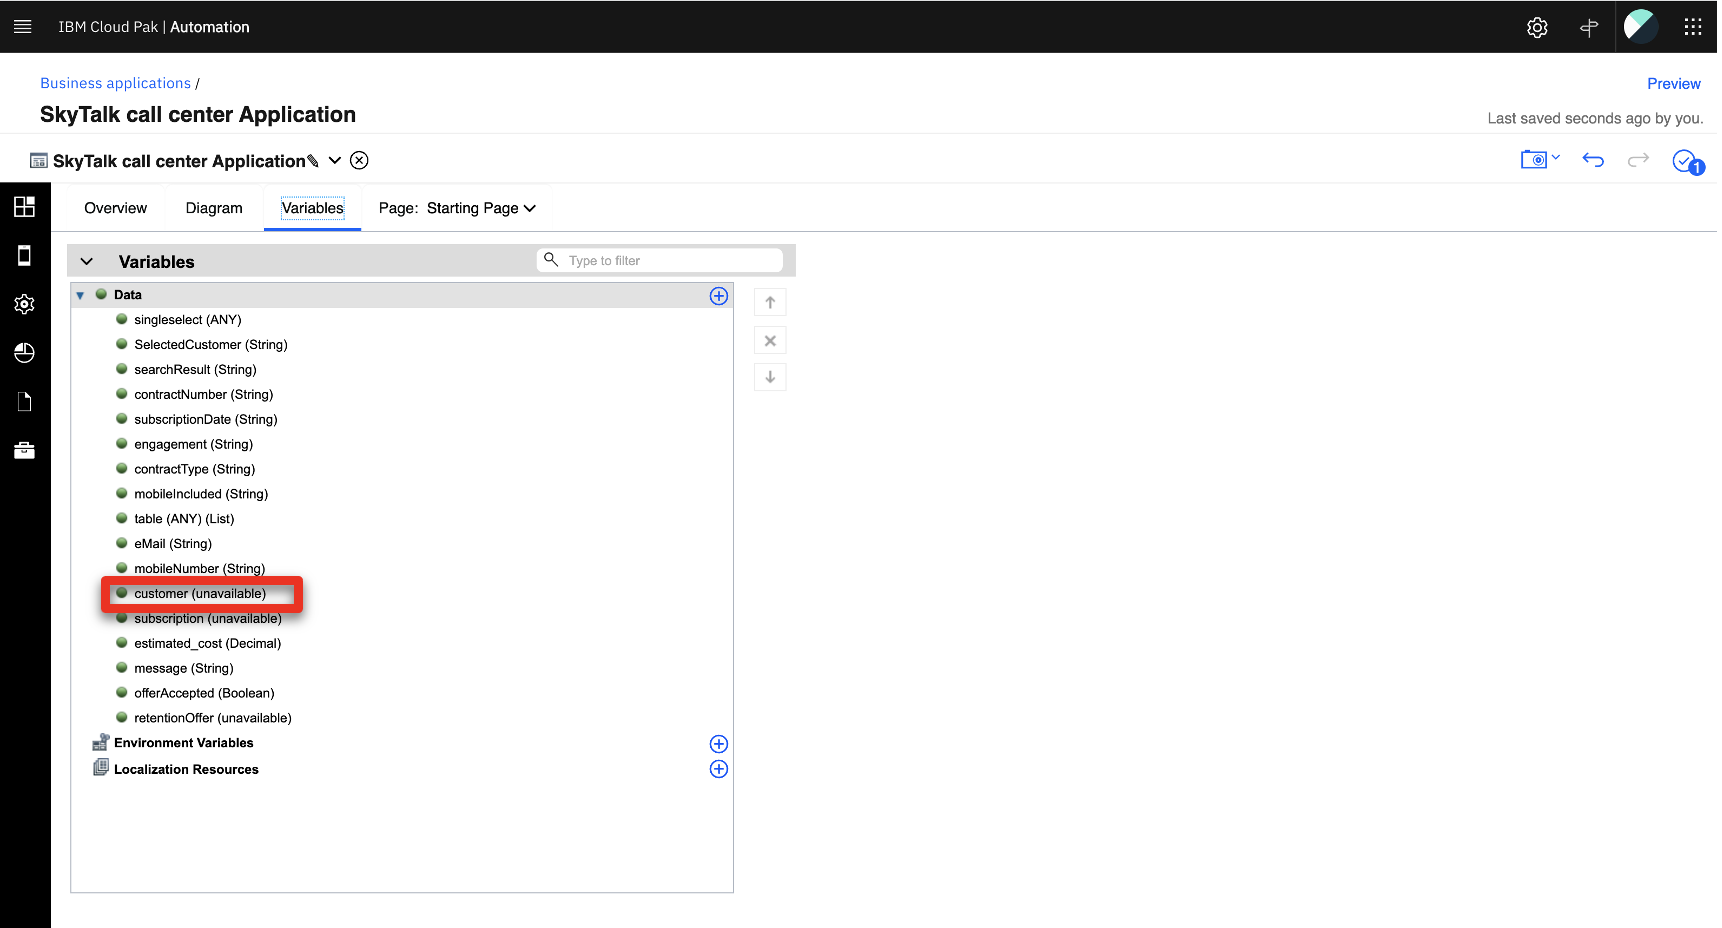 IBM Cloud Pak | Automation
Business applications /
Preview
SkyTalk call center Application
Last saved seconds ago by you.
SkyTalk call center Application
1
Overview
Diagram
Variables
Page: Starting Page
Variables
Type to filter
Data
singleselect (ANY)
SelectedCustomer (String)
searchResult (String)
contractNumber (String)
subscriptionDate (String)
engagement (String)
contractType (String)
mobileIncluded (String)
table (ANY) (List)
eMail (String)
mobileNumber (String)
customer (unavailable)
subscription (unavailable)
estimated_cost (Decimal)
message (String)
offerAccepted (Boolean)
retentionOffer (unavailable)
Environment Variables
Localization Resources